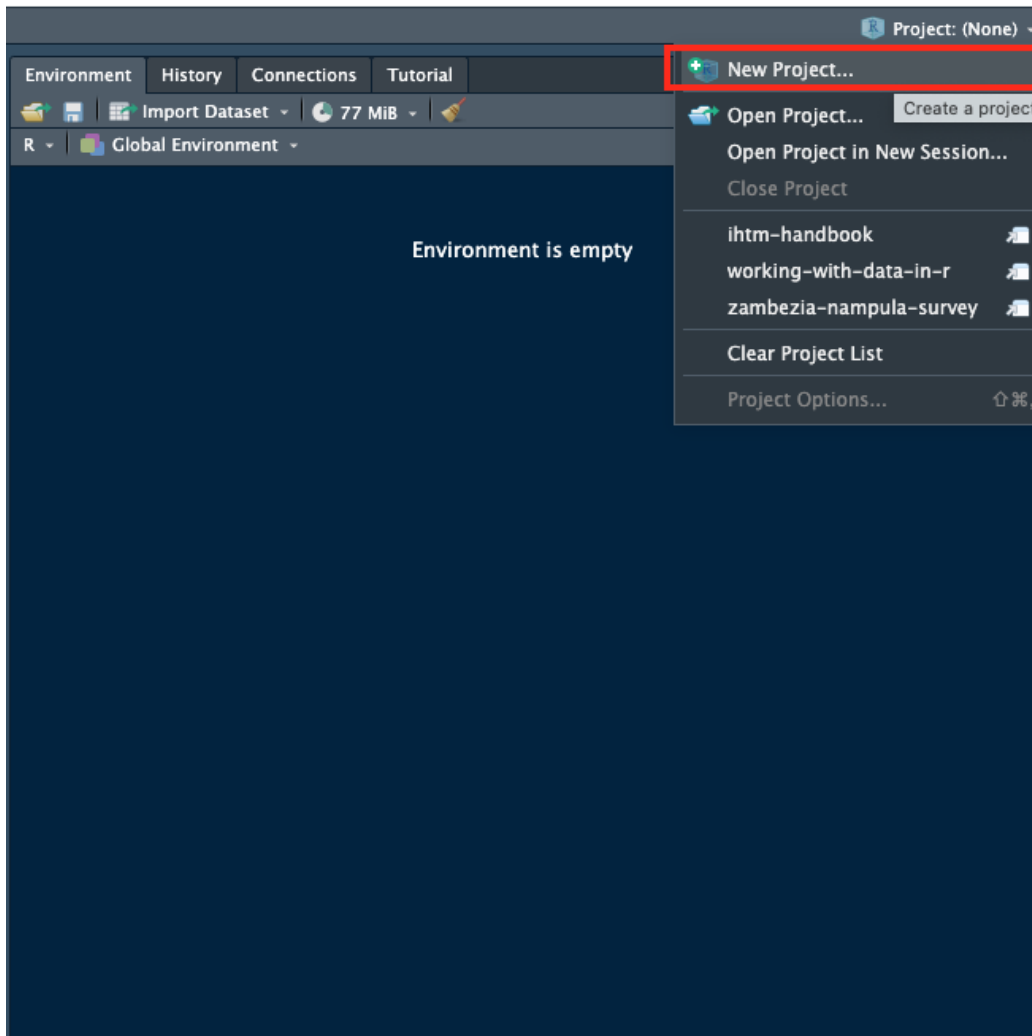 Project: (None)
Environment History Connections Tutorial
New Project...
Import Dataset 77 MiB
Open Project...
Create a project
R Global Environment
Open Project in New Session...
Close Project
Environment is empty
ihtm-handbook
working-with-data-in-r
zambezia-nampula-survey
Clear Project List
Project Options... ⇧⌘,